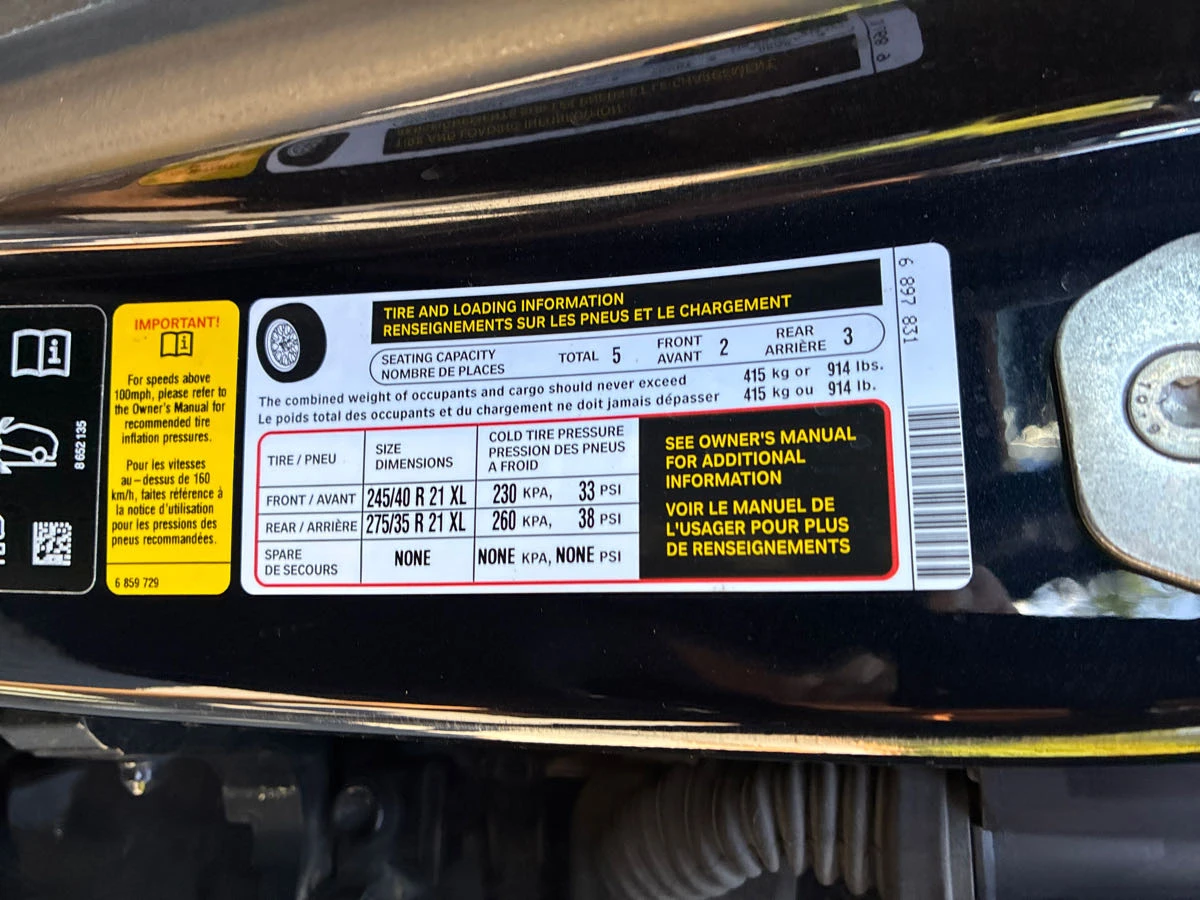 8 652 135
IMPORTANT!
For speeds above
100mph, please refer to
the Owner's Manual for
recommended tire
inflation pressures.
Pour les vitesses
au-dessus de 160
km/h, faites référence à
la notice d'utilisation
pour les pressions des
pneus recommandées.
6 859 729
TIRE AND LOADING INFORMATION
RENSEIGNEMENTS SUR LES PNEUS ET LE CHARGEMENT
SEATING CAPACITY
NOMBRE DE PLACES
TOTAL 5
FRONT
AVANT 2
REAR
ARRIÈRE 3
The combined weight of occupants and cargo should never exceed 415 kg or 914 lbs.
Le poids total des occupants et du chargement ne doit jamais dépasser 415 kg ou 914 lb.
TIRE / PNEU
SIZE
DIMENSIONS
COLD TIRE PRESSURE
PRESSION DES PNEUS
A FROID
FRONT / AVANT 245/40 R 21 XL 230 KPA, 33 PSI
REAR / ARRIÈRE 275/35 R 21 XL 260 KPA, 38 PSI
SPARE
DE SECOURS
NONE
NONE KPA, NONE PSI
SEE OWNER'S MANUAL
FOR ADDITIONAL
INFORMATION
VOIR LE MANUEL DE
L'USAGER POUR PLUS
DE RENSEIGNEMENTS
6 897 831
10.9